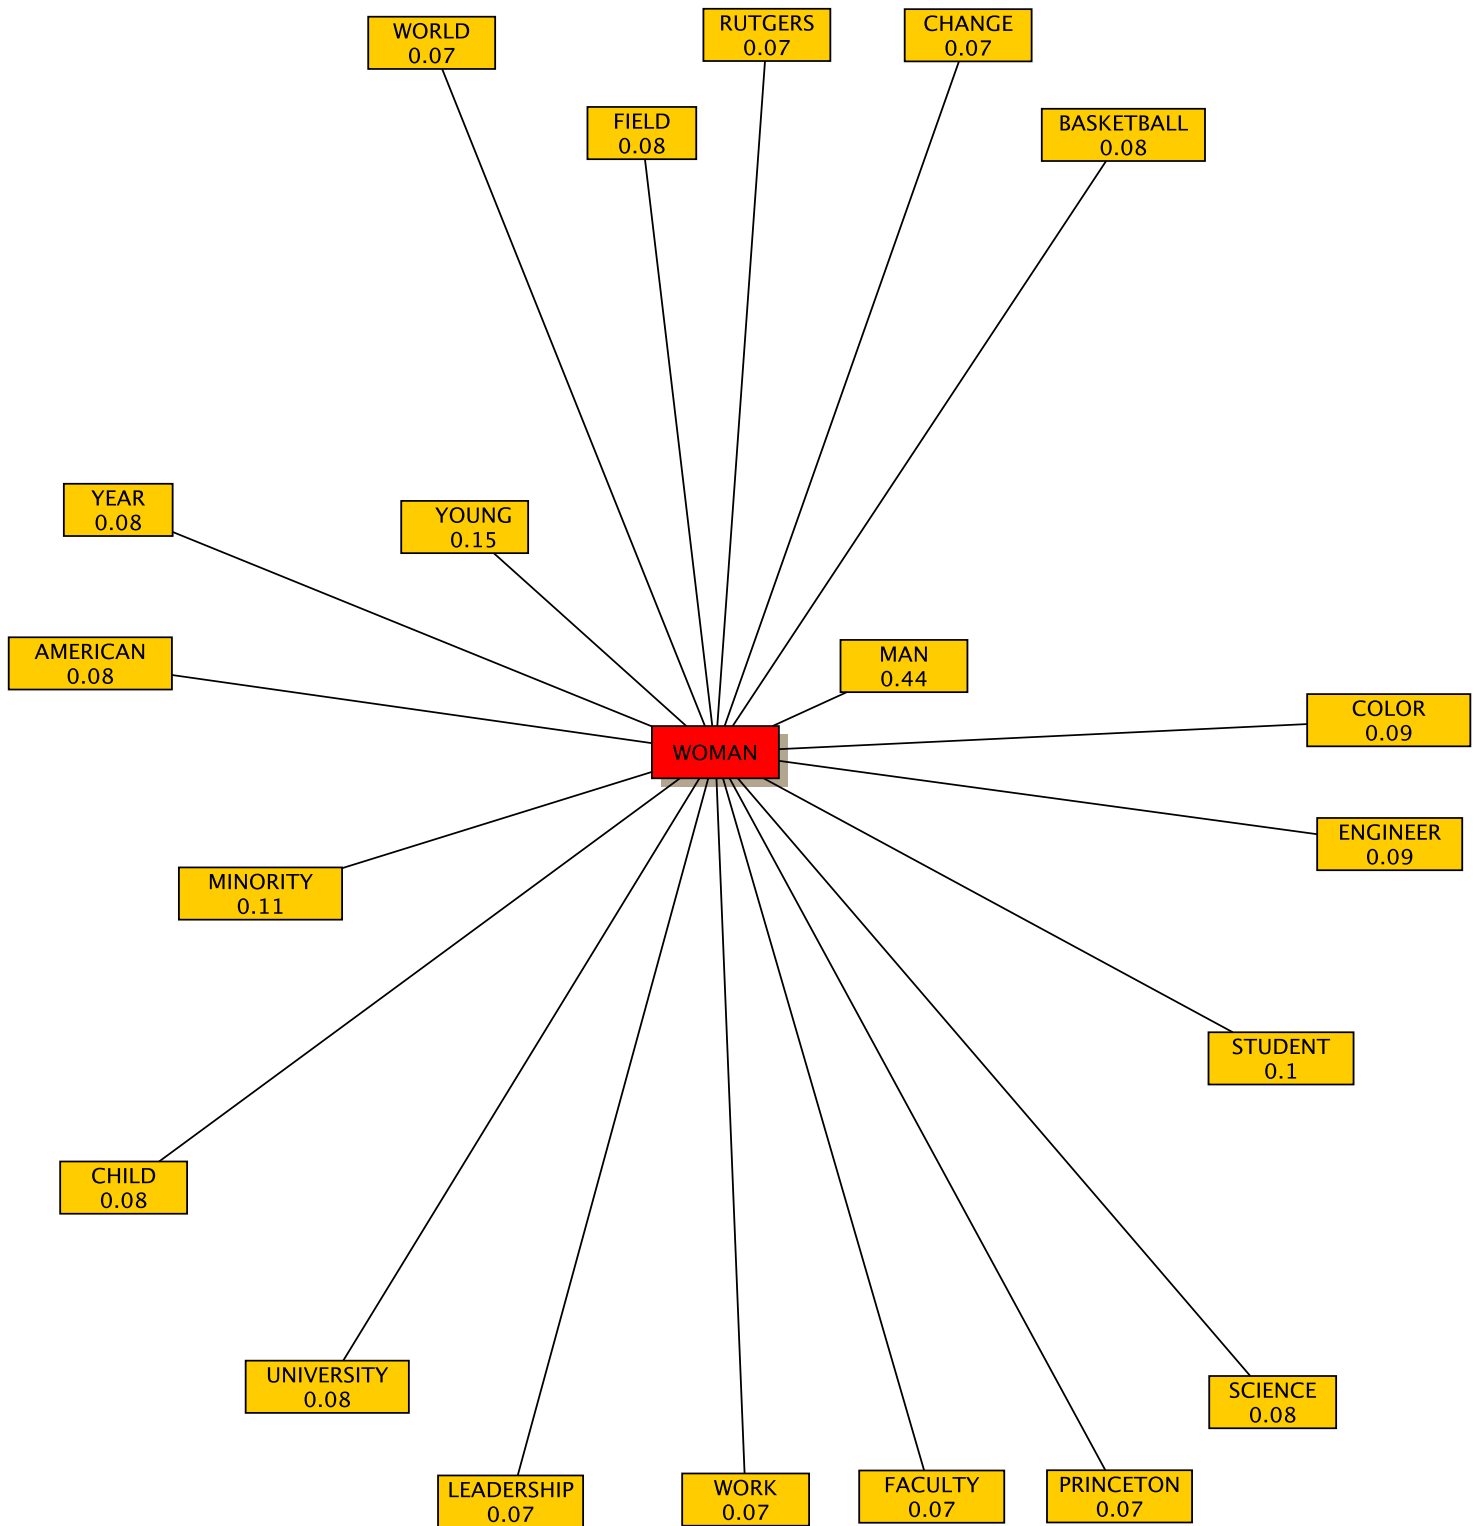 RUTGERS
0.07
CHANGE
0.07
WORLD
0.07
FIELD
0.08
BASKETBALL
0.08
YEAR
0.08
YOUNG
0.15
AMERICAN
0.08
MAN
0.44
COLOR
0.09
WOMAN
ENGINEER
0.09
MINORITY
0.11
STUDENT
0.1
CHILD
0.08
UNIVERSITY
0.08
SCIENCE
0.08
LEADERSHIP
0.07
WORK
0.07
FACULTY
0.07
PRINCETON
0.07